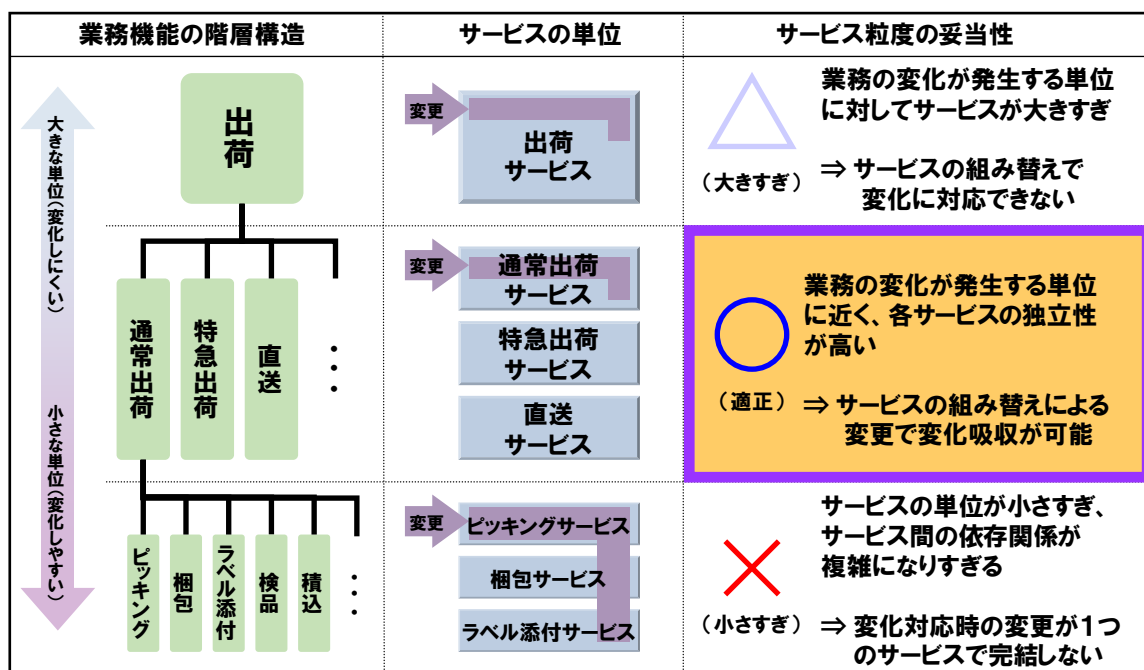 業務機能の階層構造
サービスの単位
サービス粒度の妥当性
大きな単位(変化しにくい)
小さな単位(変化しやすい)
出荷
変更
出荷
サービス
(大きすぎ)
業務の変化が発生する単位
に対してサービスが大きすぎ
⇒ サービスの組み替えで
変化に対応できない
通常出荷
特急出荷
直送
・・・
変更
通常出荷
サービス
特急出荷
サービス
直送
サービス
(適正)
業務の変化が発生する単位
に近く、各サービスの独立性
が高い
⇒ サービスの組み替えによる
変更で変化吸収が可能
ピッキング
梱包
ラベル添付
検品
積込
・・・
変更
ピッキングサービス
梱包サービス
ラベル添付サービス
(小さすぎ)
サービスの単位が小さすぎ、
サービス間の依存関係が
複雑になりすぎる
⇒ 変化対応時の変更が1つ
のサービスで完結しない